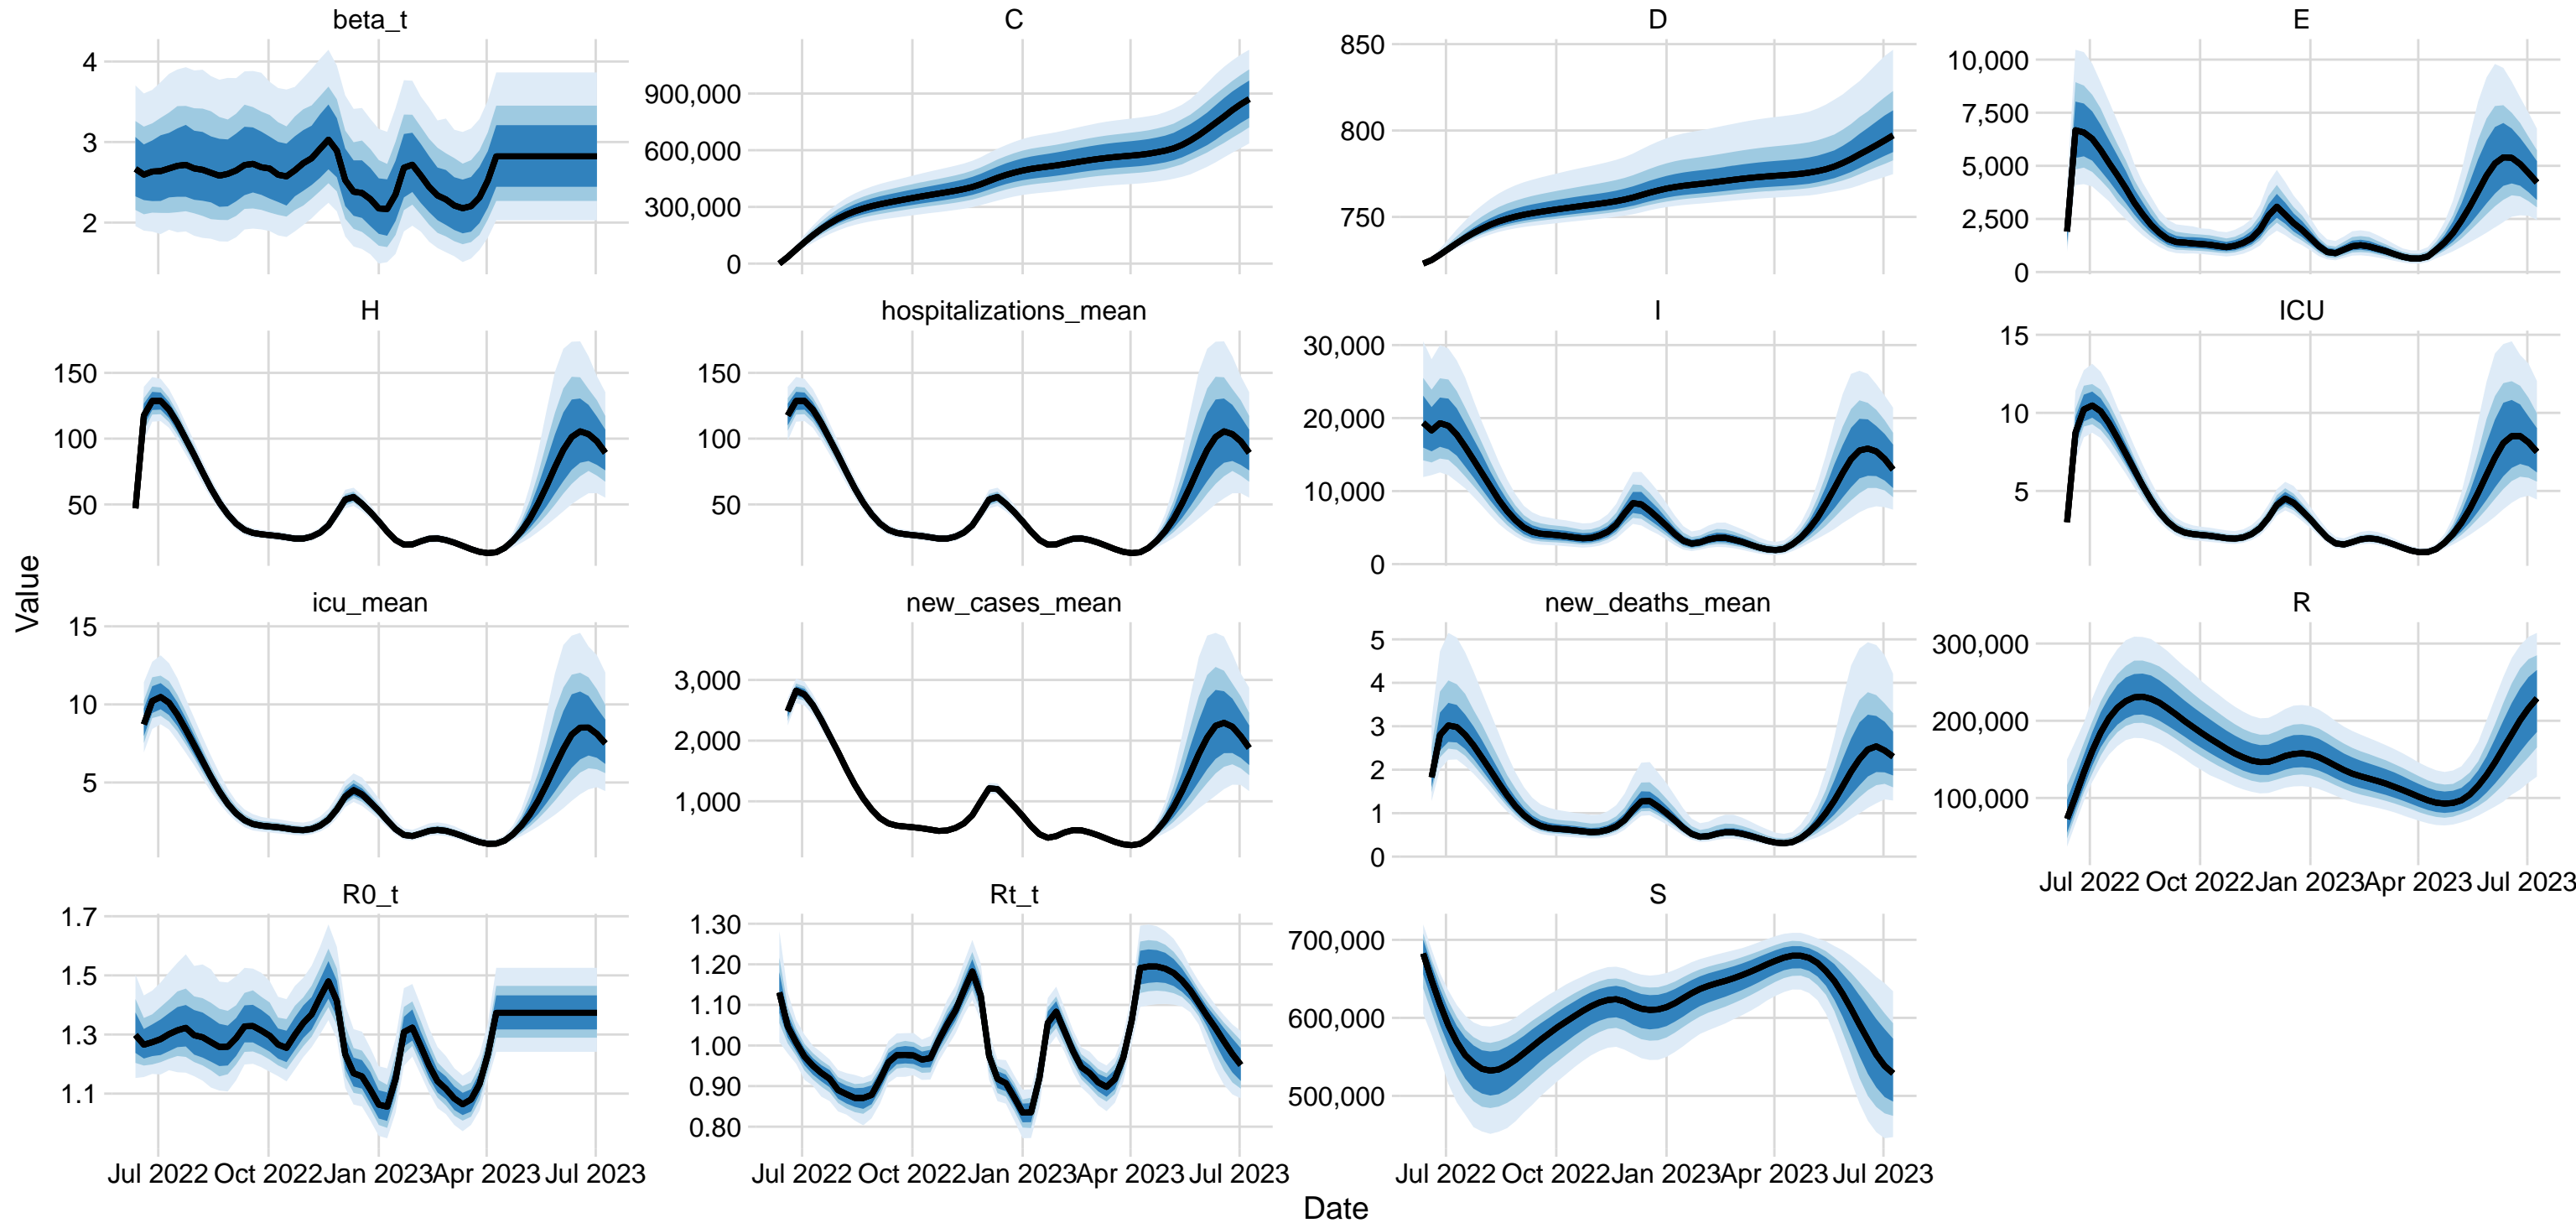 beta_t
C
D
E
4
3
2
900,000
600,000
300,000
0
850
800
750
10,000
7,500
5,000
2,500
0
H
hospitalizations_mean
I
ICU
150
100
50
150
100
50
30,000
20,000
10,000
0
15
10
5
Value
icu_mean
new_cases_mean
new_deaths_mean
R
15
10
5
3,000
2,000
1,000
5
4
3
2
1
0
300,000
200,000
100,000
Jul 2022 Oct 2022 Jan 2023 Apr 2023 Jul 2023
R0_t
Rt_t
S
1.7
1.5
1.3
1.1
1.30
1.20
1.10
1.00
0.90
0.80
700,000
600,000
500,000
Jul 2022 Oct 2022 Jan 2023 Apr 2023 Jul 2023
Jul 2022 Oct 2022 Jan 2023 Apr 2023 Jul 2023
Jul 2022 Oct 2022 Jan 2023 Apr 2023 Jul 2023
Date